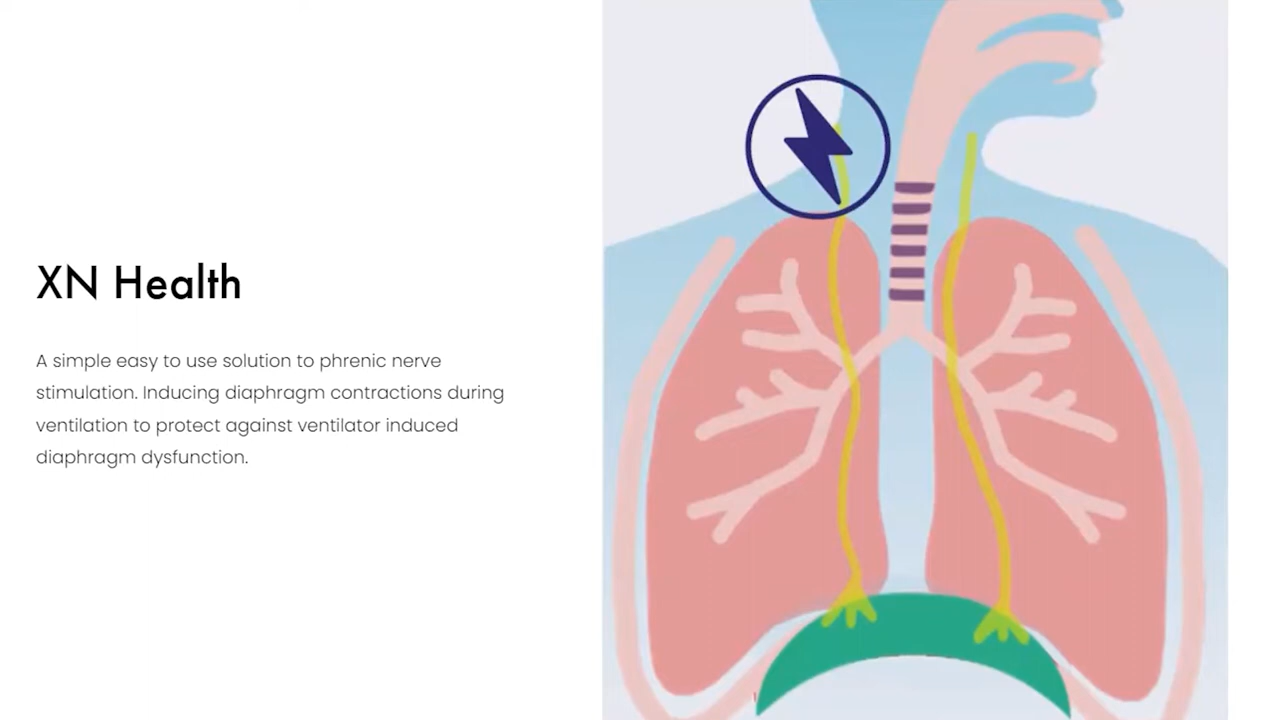 XN Health
A simple easy to use solution to phrenic nerve
stimulation. Inducing diaphragm contractions during
ventilation to protect against ventilator induced
diaphragm dysfunction.